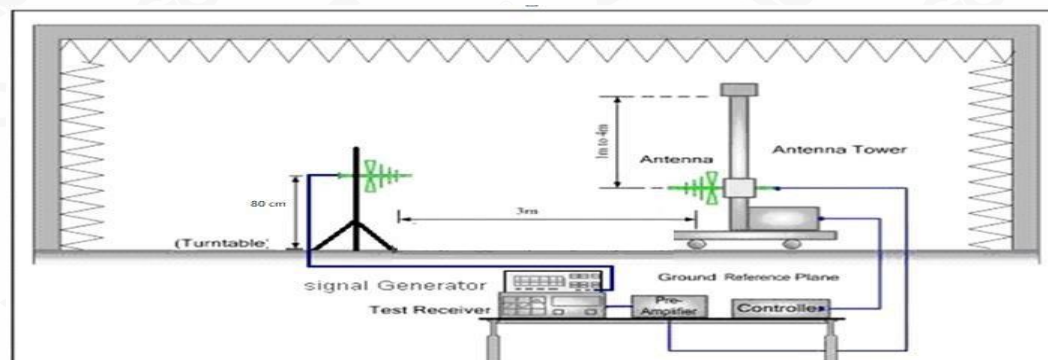 1m to 4m
Antenna
Antenna Tower
80 cm
3m
(Turntable)
Ground Reference Plane
signal Generator
Test Receiver
Pre-
Amplifier
Controller